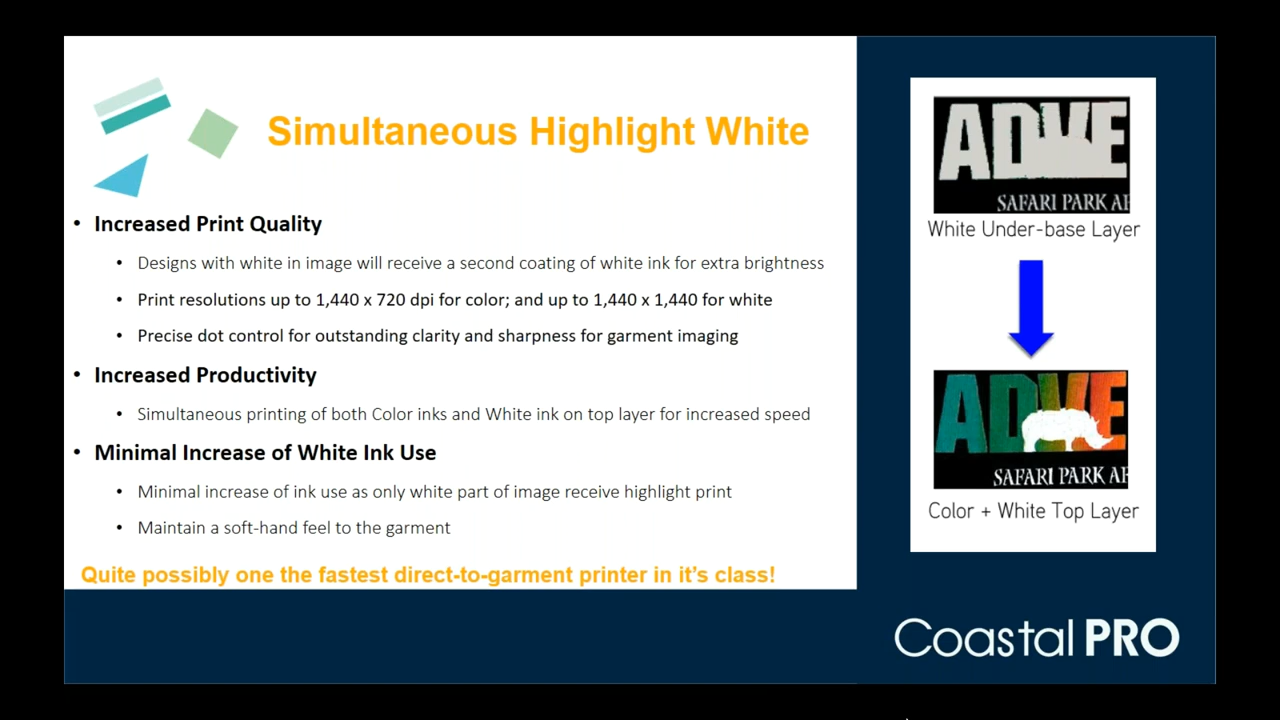 Simultaneous Highlight White
• Increased Print Quality
• Designs with white in image will receive a second coating of white ink for extra brightness
• Print resolutions up to 1,440 x 720 dpi for color; and up to 1,440 x 1,440 for white
• Precise dot control for outstanding clarity and sharpness for garment imaging
• Increased Productivity
• Simultaneous printing of both Color inks and White ink on top layer for increased speed
• Minimal Increase of White Ink Use
• Minimal increase of ink use as only white part of image receive highlight print
• Maintain a soft-hand feel to the garment
Quite possibly one the fastest direct-to-garment printer in it's class!
ADVE
SAFARI PARK AF
White Under-base Layer
ADVE
SAFARI PARK AF
Color + White Top Layer
Coastal PRO